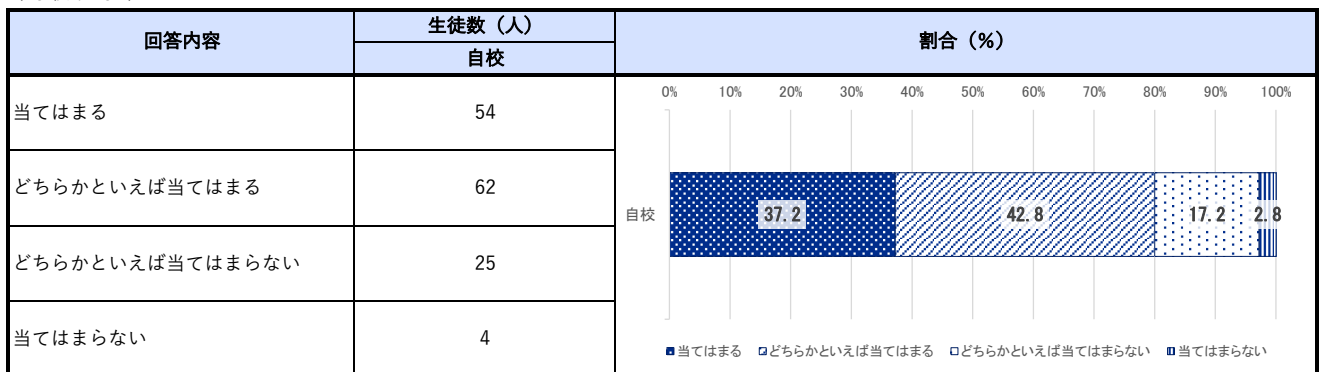 回答内容
生徒数（人）
自校
割合（%）
当てはまる
54
どちらかといえば当てはまる
62
どちらかといえば当てはまらない
25
当てはまらない
4
0% 10% 20% 30% 40% 50% 60% 70% 80% 90% 100%
自校
37.2 42.8 17.2 2.8
当てはまる どちらかといえば当てはまる どちらかといえば当てはまらない 当てはまらない